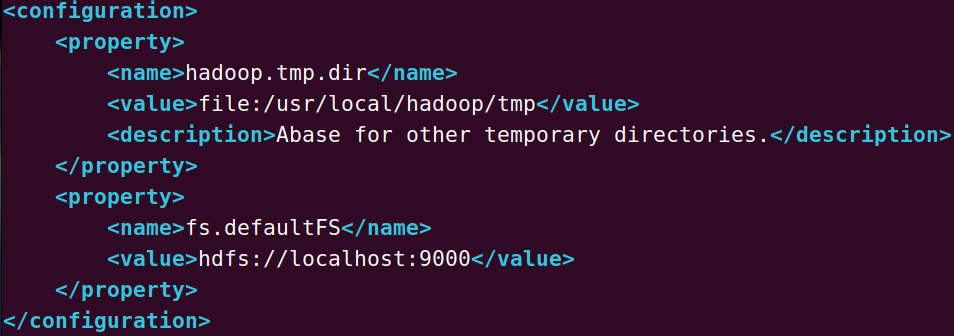 <configuration>
    <property>
        <name>hadoop.tmp.dir</name>
        <value>file:/usr/local/hadoop/tmp</value>
        <description>Abase for other temporary directories.</description>
    </property>
    <property>
        <name>fs.defaultFS</name>
        <value>hdfs://localhost:9000</value>
    </property>
</configuration>